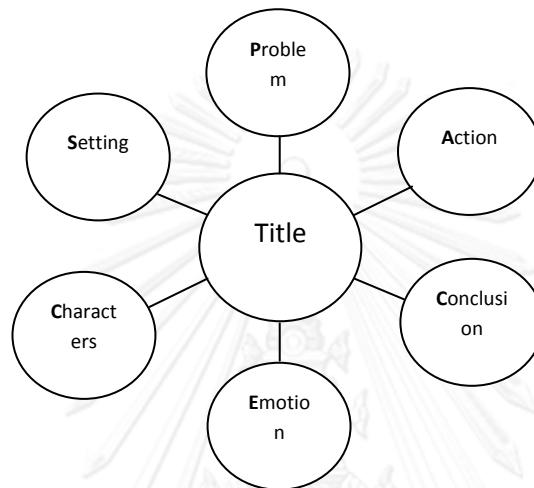 Proble
m
Setting
Action
Title
Charact
ers
Conclusi
on
Emotio
n